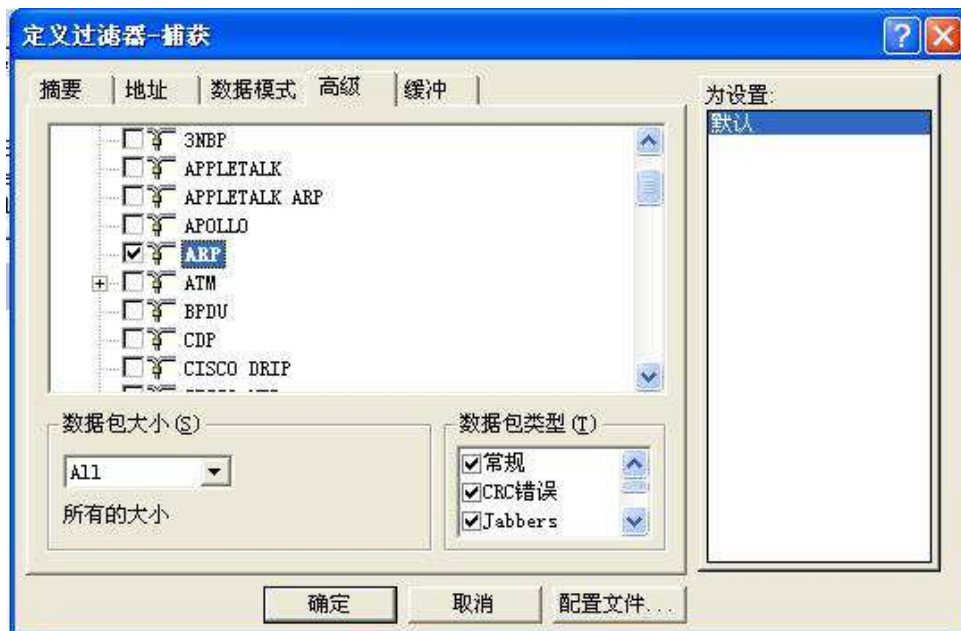 定义过滤器-捕获
摘要 地址 数据模式 高级 缓冲
为设置:
默认
3NBP
APPLETALK
APPLETALK ARP
APOLLO
ARP
ATM
BPDU
CDP
CISCO DRIP
数据包大小(S)
All
所有的大小
数据包类型(T)
常规
CRC错误
Jabbers
确定 取消 配置文件...